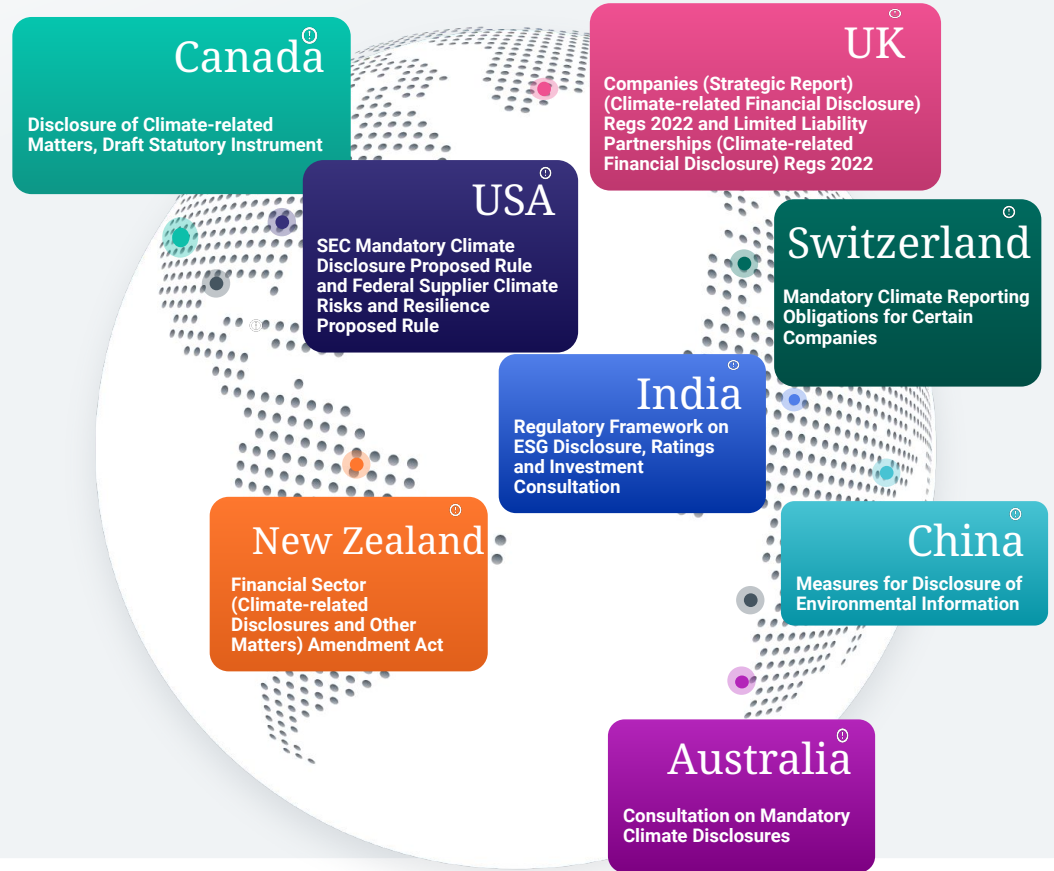 Canada
Disclosure of Climate-related
Matters, Draft Statutory Instrument
UK
Companies (Strategic Report)
(Climate-related Financial Disclosure)
Regs 2022 and Limited Liability
Partnerships (Climate-related
Financial Disclosure) Regs 2022
USA
SEC Mandatory Climate
Disclosure Proposed Rule
and Federal Supplier Climate
Risks and Resilience
Proposed Rule
Switzerland
Mandatory Climate Reporting
Obligations for Certain
Companies
India
Regulatory Framework on
ESG Disclosure, Ratings
and Investment
Consultation
New Zealand
Financial Sector
(Climate-related
Disclosures and Other
Matters) Amendment Act
China
Measures for Disclosure of
Environmental Information
Australia
Consultation on Mandatory
Climate Disclosures